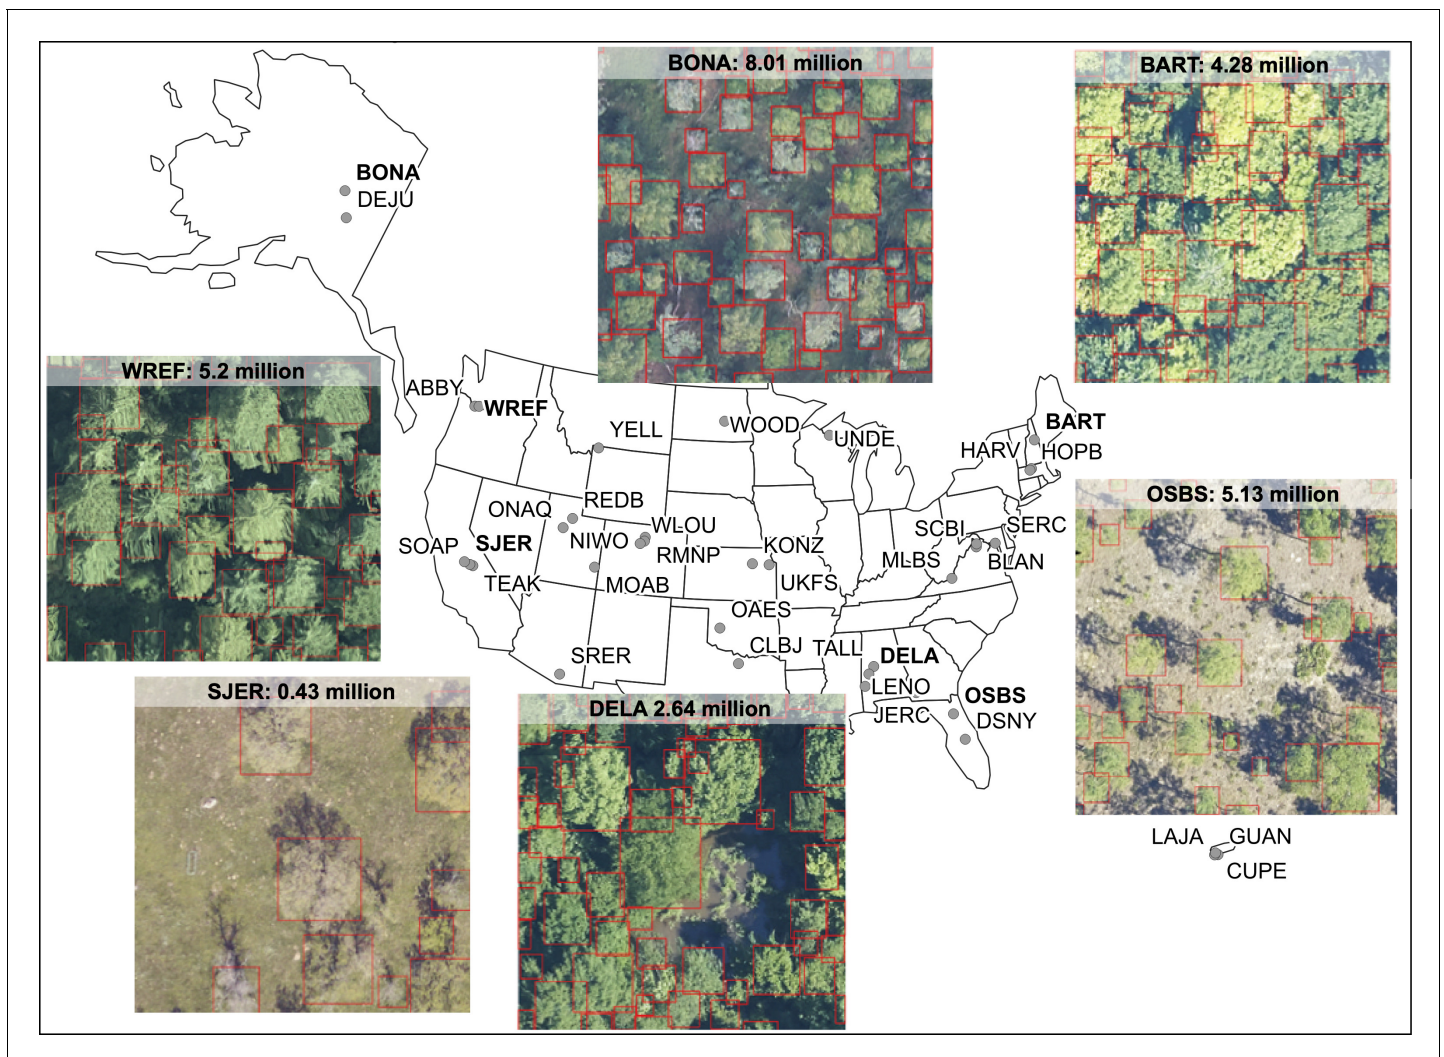 BONA: 8.01 million
BART: 4.28 million
BONA
DEJU
WREF: 5.2 million
ABBY
WREF
YELL
WOOD
UNDE
BART
HARV
HOPB
OSBS: 5.13 million
REDB
ONAQ
WLOU
NIWO
RMNP
SOAP
SJER
TEAK
MOAB
KONZ
UKFS
SCBI
SERC
MLBS
BLAN
OAES
CLBJ
TALL
DELA
LENO
JERC
SRER
OSBS
DSNY
SJER: 0.43 million
DELA 2.64 million
LAJA
GUAN
CUPE